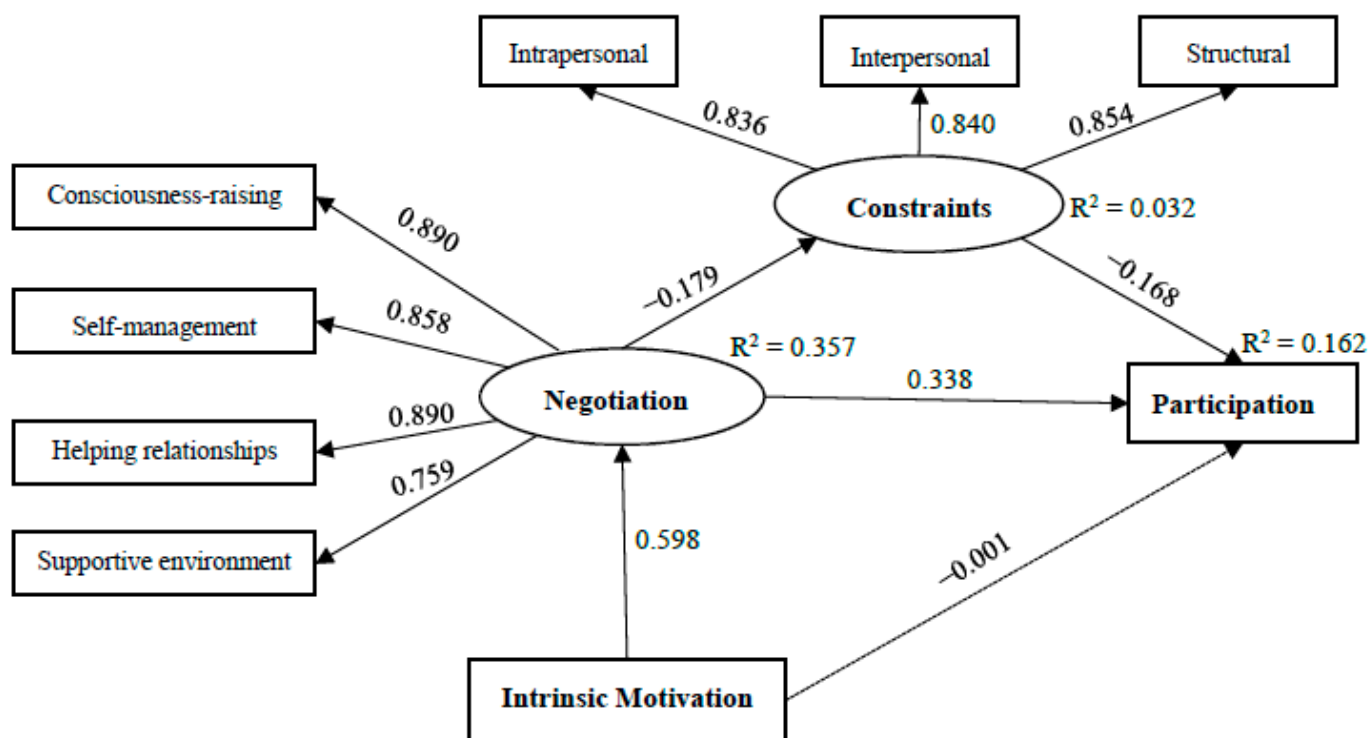 Intrapersonal
Interpersonal
Structural
0.836
0.840
0.854
Consciousness-raising
Constraints
R² = 0.032
0.890
−0.179
−0.168
Self-management
0.858
R² = 0.357
R² = 0.162
0.338
Negotiation
Participation
0.890
Helping relationships
0.759
0.598
−0.001
Supportive environment
Intrinsic Motivation